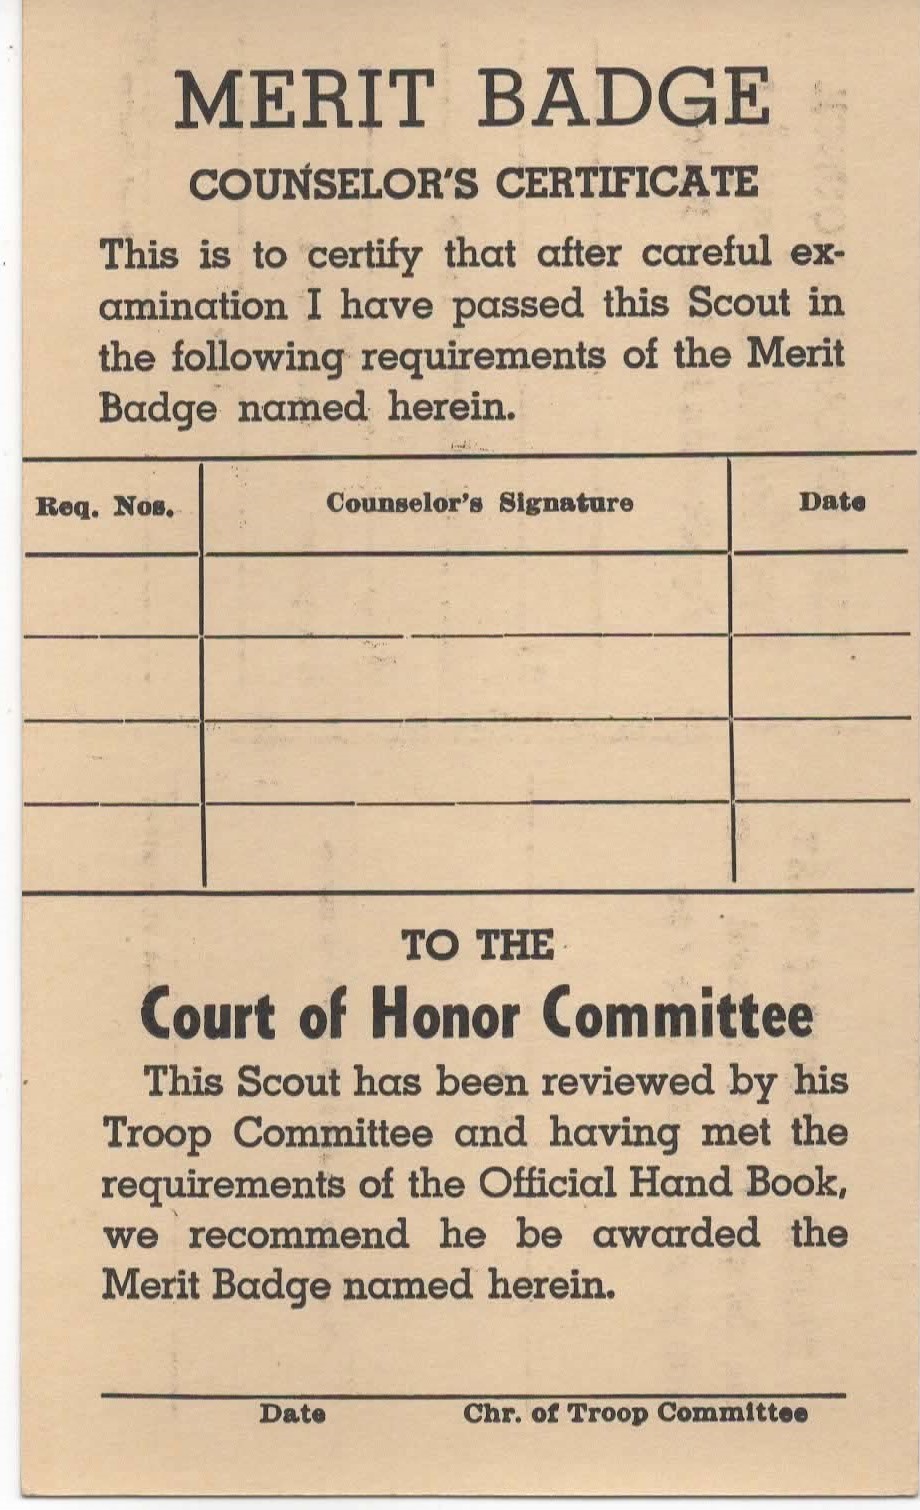 MERIT BADGE
COUNSELOR'S CERTIFICATE
This is to certify that after careful ex-
amination I have passed this Scout in
the following requirements of the Merit
Badge named herein.
Req. Nos. Counselor's Signature Date
TO THE
Court of Honor Committee
This Scout has been reviewed by his
Troop Committee and having met the
requirements of the Official Hand Book,
we recommend he be awarded the
Merit Badge named herein.
Date Chr. of Troop Committee